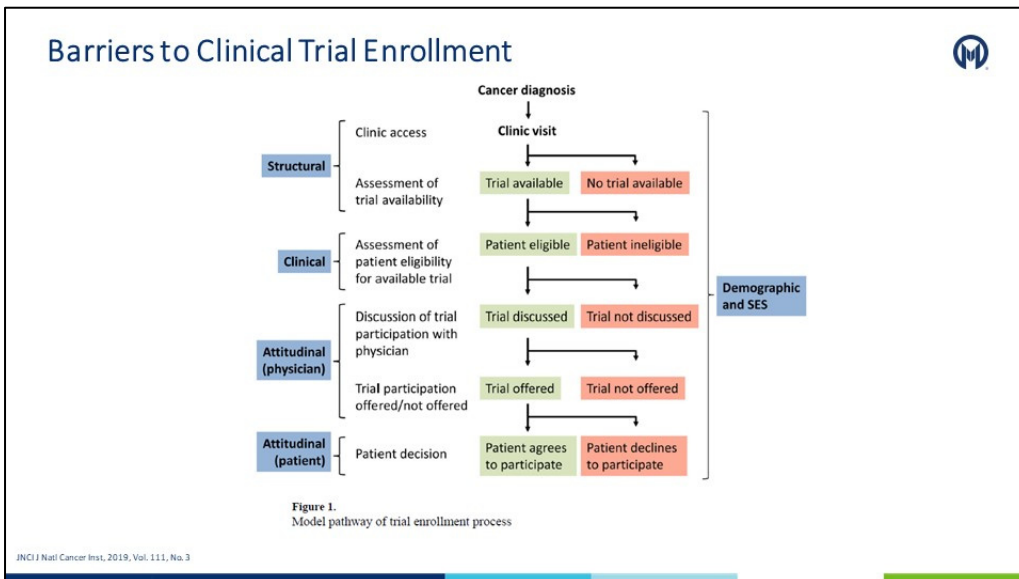 Barriers to Clinical Trial Enrollment
Cancer diagnosis
Clinic access
Clinic visit
Structural
Assessment of
trial availability
Trial available
No trial available
Clinical
Assessment of
patient eligibility
for available trial
Patient eligible
Patient ineligible
Demographic
and SES
Attitudinal
(physician)
Discussion of trial
participation with
physician
Trial discussed
Trial not discussed
Trial participation
offered/not offered
Trial offered
Trial not offered
Attitudinal
(patient)
Patient decision
Patient agrees
to participate
Patient declines
to participate
Figure 1.
Model pathway of trial enrollment process
JNCI J Natl Cancer Inst, 2019, Vol. 111, No. 3